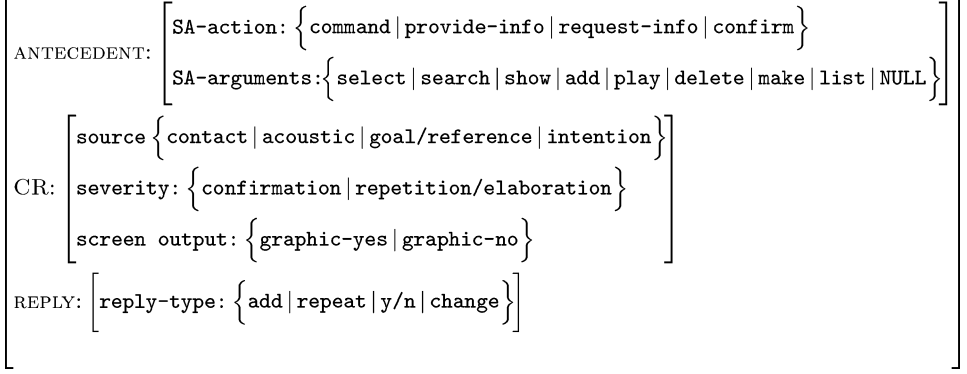 ANTECEDENT: [SA-action: {command|provide-info|request-info|confirm}
SA-arguments:{select|search|show|add|play|delete|make|list|NULL}]
CR: [source {contact|acoustic|goal/reference|intention}
severity: {confirmation|repetition/elaboration}
screen output: {graphic-yes|graphic-no}]
REPLY: [reply-type: {add|repeat|y/n|change}]